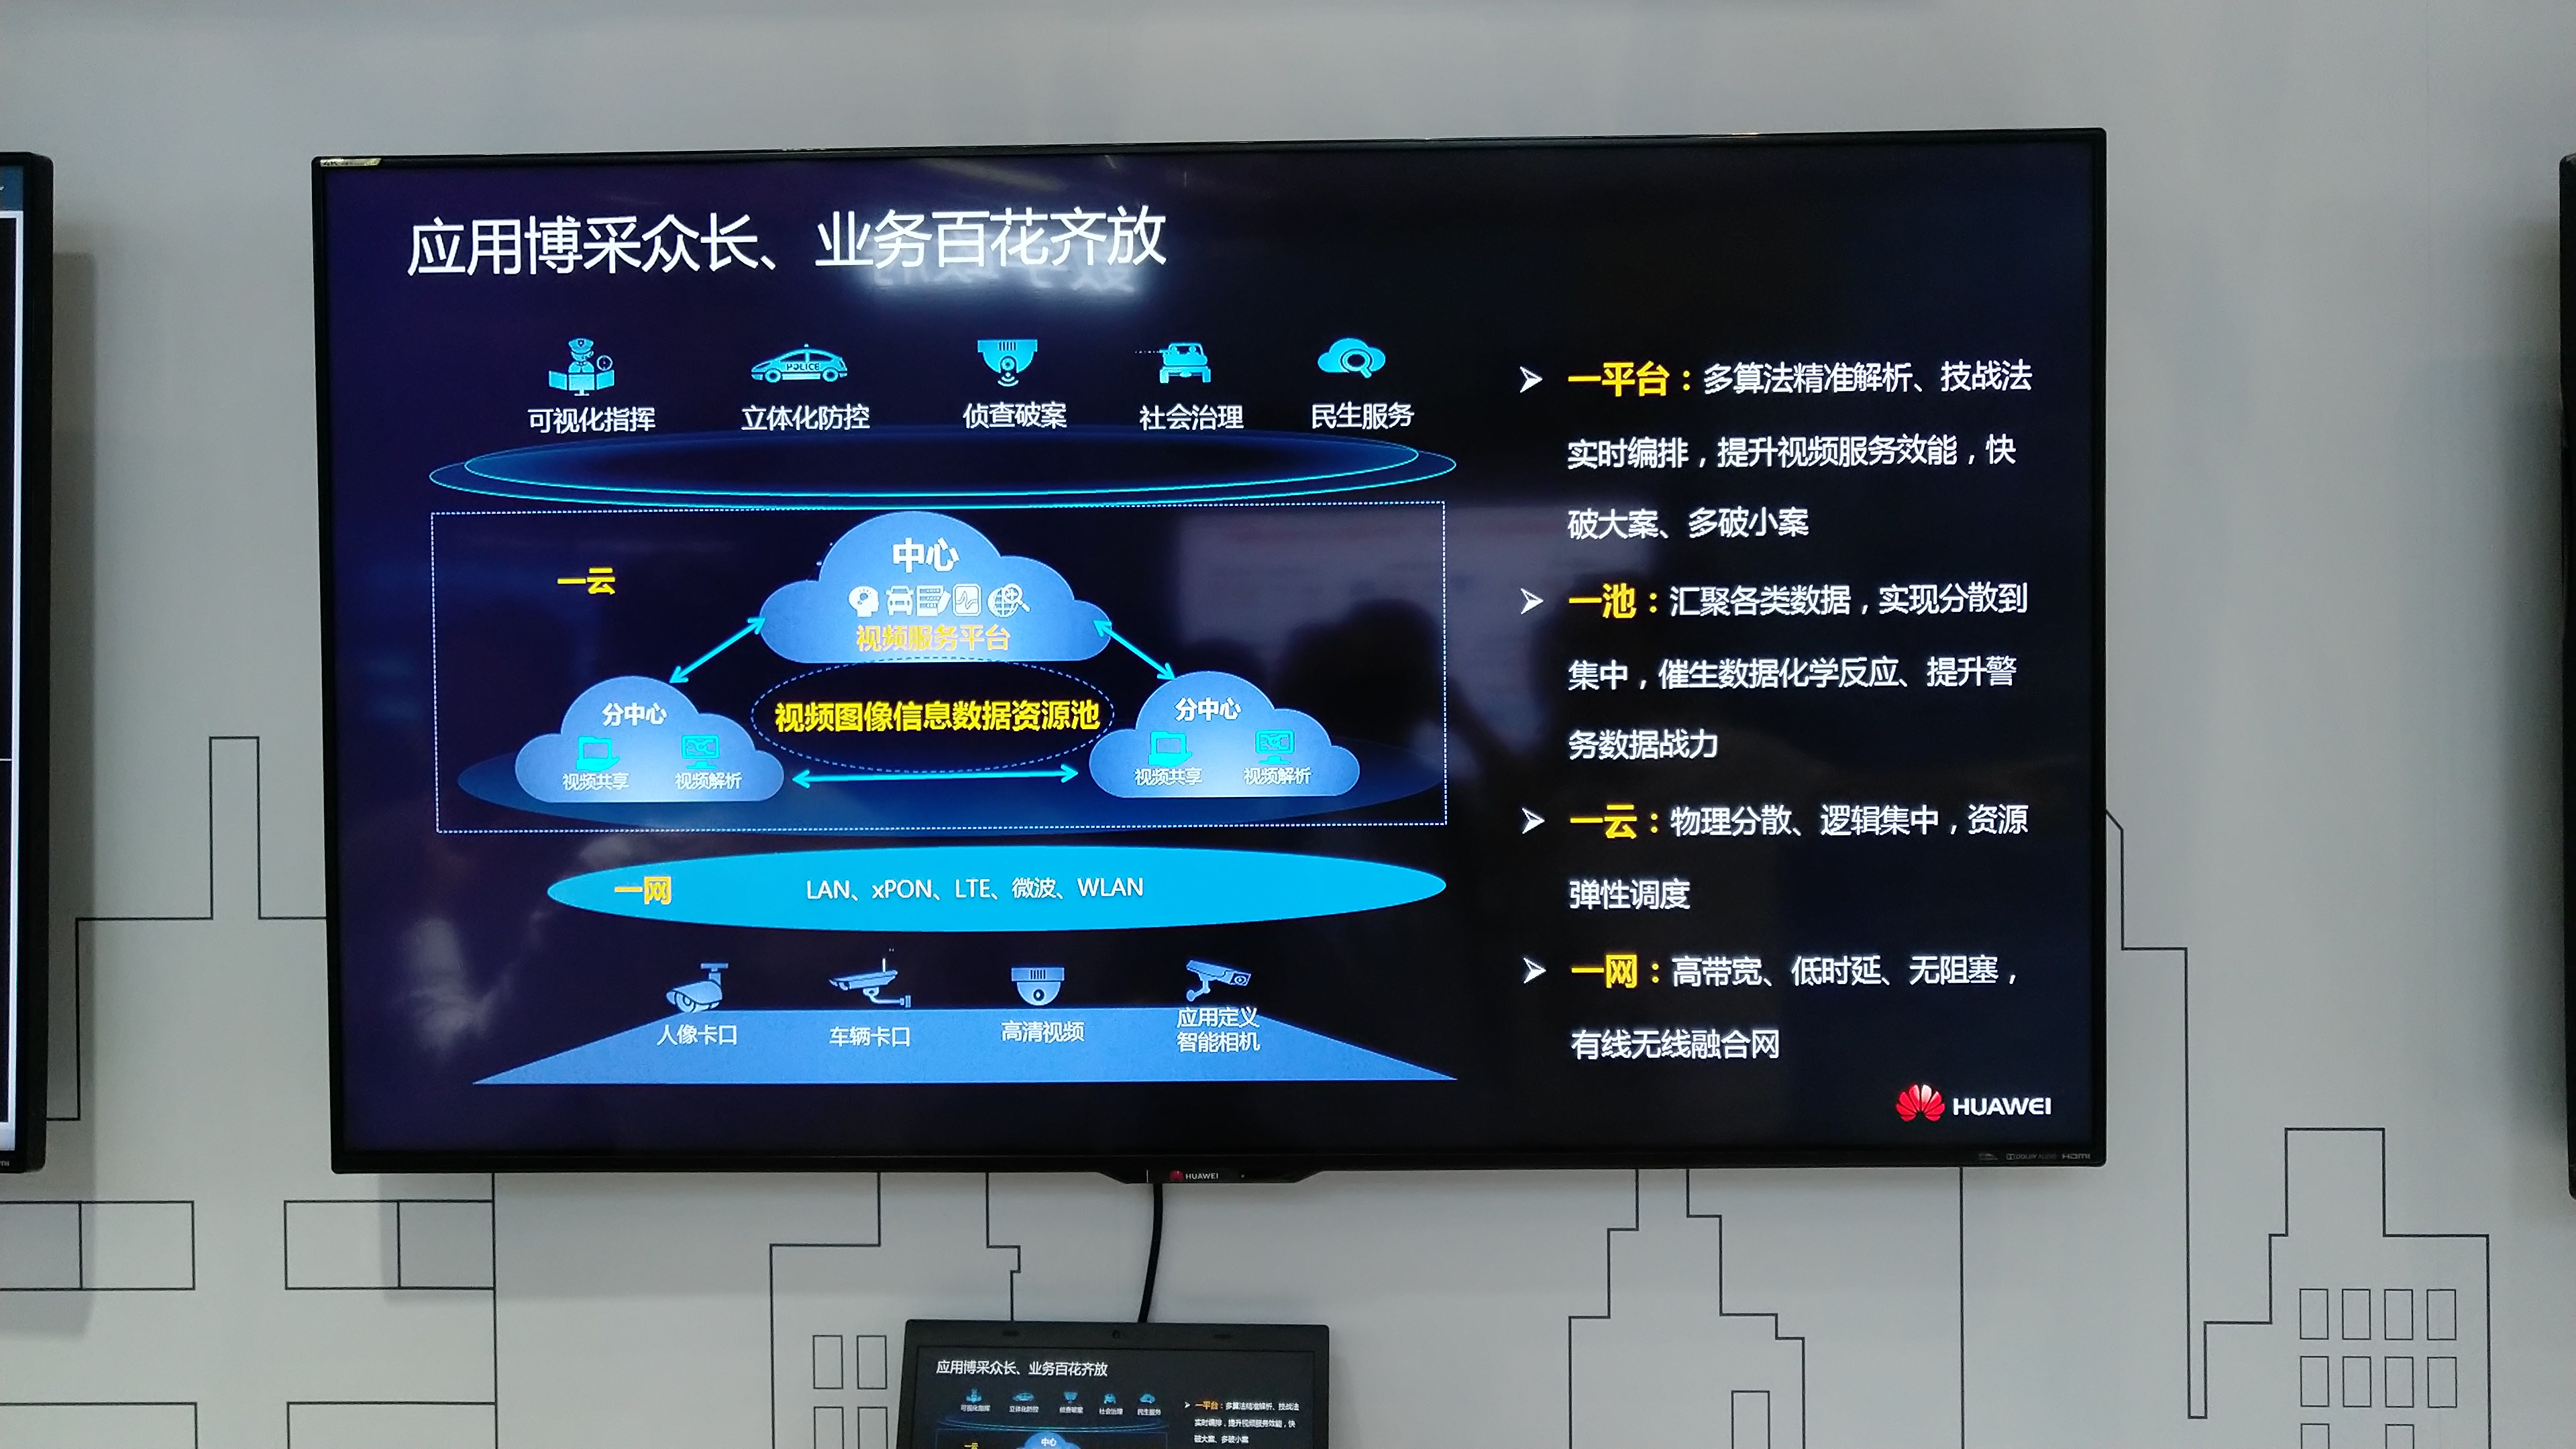 应用博采众长、业务百花齐放
可视化指挥
立体化防控
侦查破案
社会治理
民生服务
POLICE
一云
中心
视频服务平台
视频图像信息数据资源池
分中心
视频共享
视频解析
分中心
视频共享
视频解析
一网
LAN、xPON、LTE、微波、WLAN
人像卡口
车辆卡口
高清视频
应用定义
智能相机
一平台：多算法精准解析、技战法
实时编排，提升视频服务效能，快
破大案、多破小案
一池：汇聚各类数据，实现分散到
集中，催生数据化学反应、提升警
务数据战力
一云：物理分散、逻辑集中，资源
弹性调度
一网：高带宽、低时延、无阻塞，
有线无线融合网
HUAWEI
HUAWEI
DOLBY AUDIO HDMI
应用博采众长、业务百花齐放
可视化指挥
立体化防控
侦查破案
社会治理
民生服务
一平台：多算法精准解析、技战法
实时编排，提升视频服务效能，快
破大案、多破小案
一云
中心